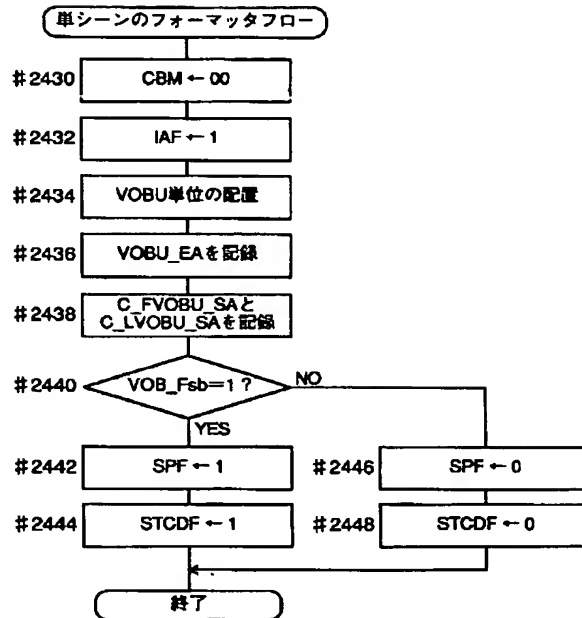 単シーンのフォーマッタフロー
#2430 CBM ← 00
#2432 IAF ← 1
#2434 VOBU単位の配置
#2436 VOBU_EAを記録
#2438 C_FVOBU_SAと
C_LVOBU_SAを記録
#2440 VOB_Fsb=1 ? NO
YES
#2442 SPF ← 1 #2446 SPF ← 0
#2444 STCDF ← 1 #2448 STCDF ← 0
終了